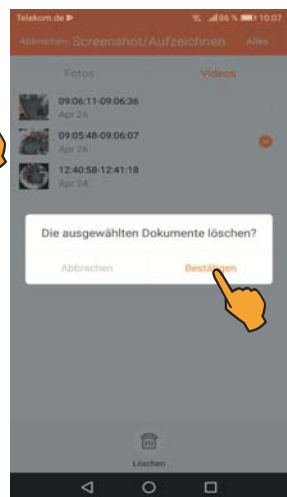 Telekom.de 86 % 10:07
Abbrechen Screenshot/Aufzeichnen Alles
Fotos Videos
09:06:11-09:06:36
Apr 26
09:05:48-09:06:07
Apr 26
12:40:58-12:41:18
Apr 24
Die ausgewählten Dokumente löschen?
Abbrechen Bestätigen
Löschen